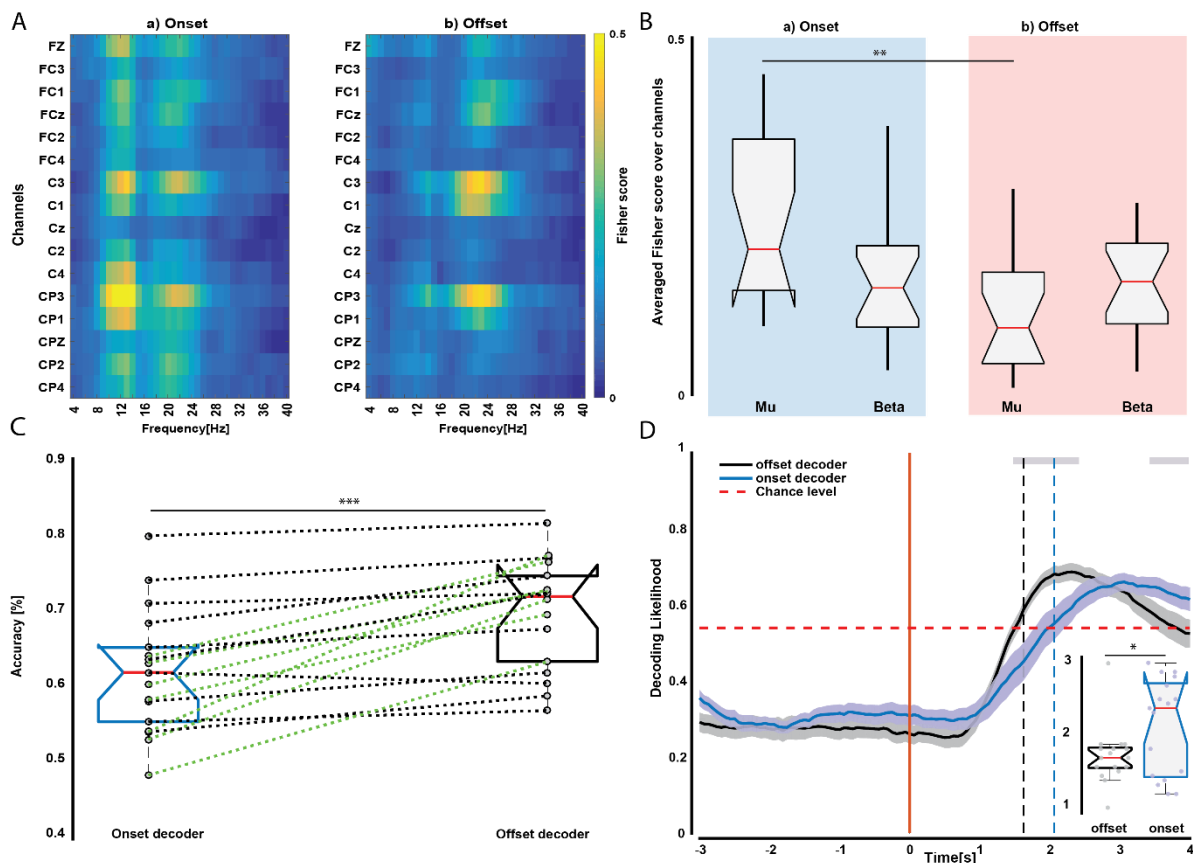 A
a) Onset
b) Offset
Channels
FZ
FC3
FC1
FCz
FC2
FC4
C3
C1
Cz
C2
C4
CP3
CP1
CPZ
CP2
CP4
4 8 12 16 20 24 28 32 36 40
Frequency[Hz]
FZ
FC3
FC1
FCz
FC2
FC4
C3
C1
Cz
C2
C4
CP3
CP1
CPZ
CP2
CP4
4 8 12 16 20 24 28 32 36 40
Frequency[Hz]
0.5
Fisher score
0
B
a) Onset
b) Offset
0.5
**
Averaged Fisher score over channels
0
Mu
Beta
Mu
Beta
C
0.9
0.8
0.7
0.6
0.5
0.4
Accuracy [%]
***
Onset decoder
Offset decoder
D
1
0.8
0.6
0.4
0.2
0
Decoding Likelihood
offset decoder
onset decoder
Chance level
-3 -2 -1 0 1 2 3 4
Time[s]
3
2
1
*
offset
onset